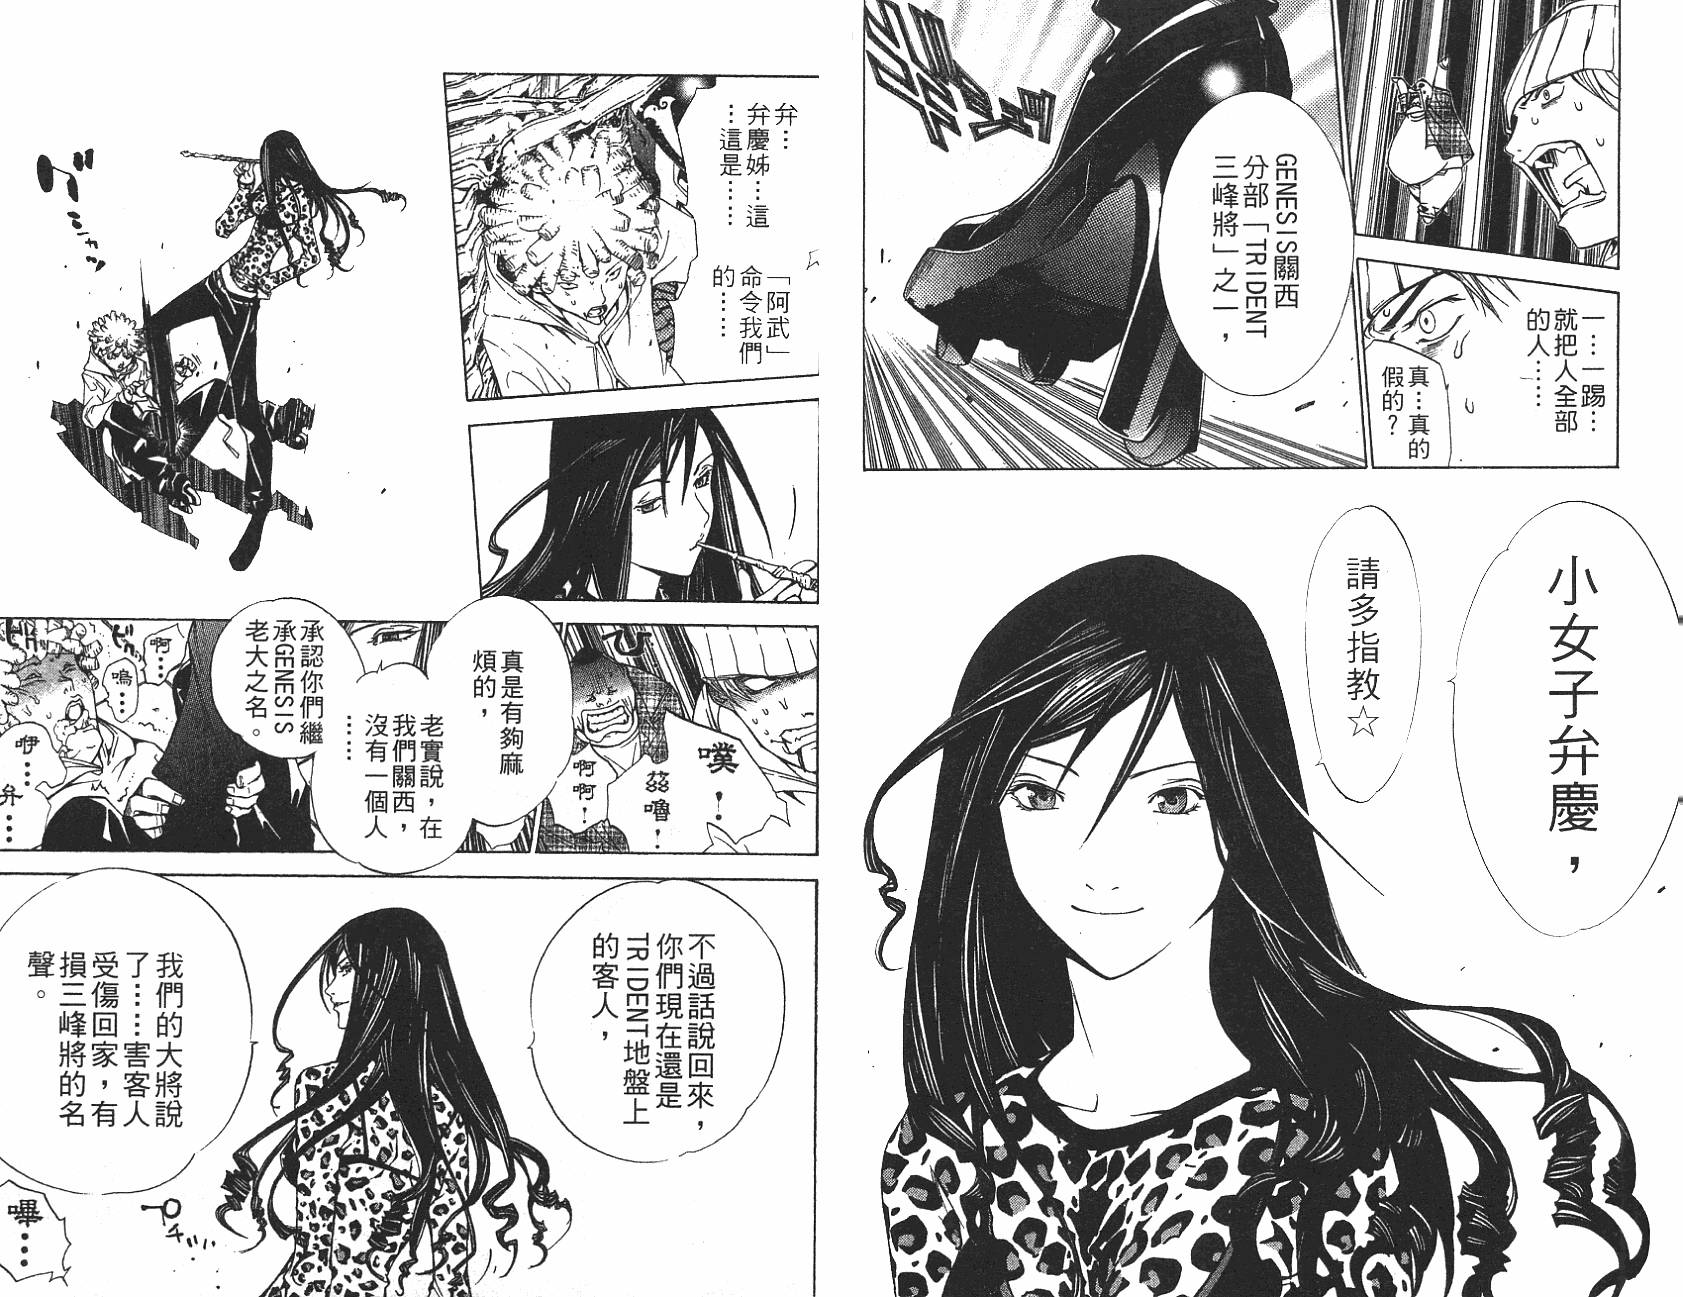 一…一踢…
就把人全部
的人……
真…真的
假的？
GENESIS關西
分部「TRIDENT
三峰將」之一，
小女子弁慶，
請多指教☆
弁…
弁慶姊…這
…這是……
「阿武」
命令我們
的……
噗…！
茲嚕…！
啊啊…！
真是有夠麻
煩的，
老實說，在
我們關西，
沒有一個人
……
承認你們繼
承GENESIS
老大之名。
啊…
嗚…
咿…
弁…
不過話說回來，
你們現在還是
TRIDENT地盤上
的客人，
我們的大將說
了……害客人
受傷回家，有
損三峰將的名
聲。
嗶…